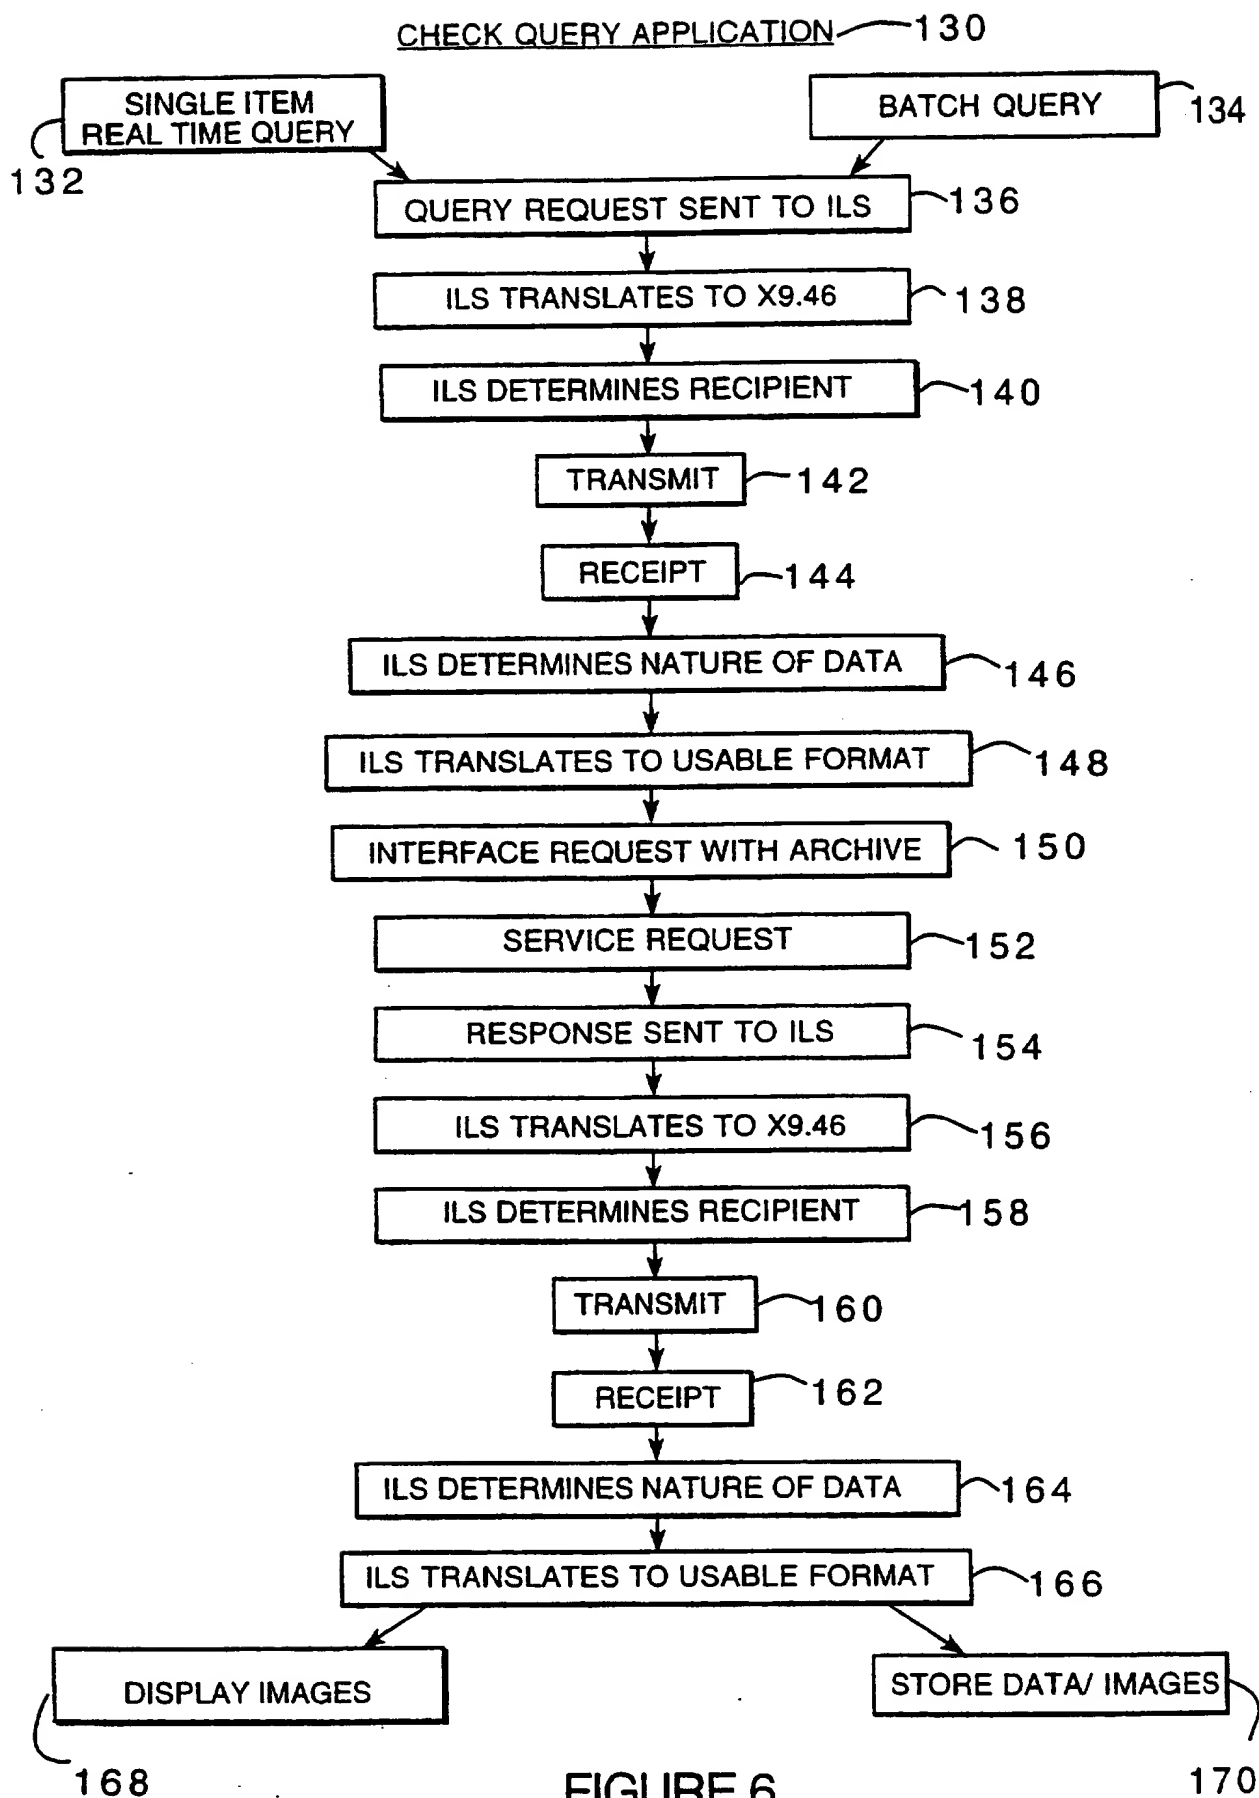 CHECK QUERY APPLICATION 130
SINGLE ITEM
REAL TIME QUERY
132
BATCH QUERY
134
QUERY REQUEST SENT TO ILS 136
ILS TRANSLATES TO X9.46 138
ILS DETERMINES RECIPIENT 140
TRANSMIT 142
RECEIPT 144
ILS DETERMINES NATURE OF DATA 146
ILS TRANSLATES TO USABLE FORMAT 148
INTERFACE REQUEST WITH ARCHIVE 150
SERVICE REQUEST 152
RESPONSE SENT TO ILS 154
ILS TRANSLATES TO X9.46 156
ILS DETERMINES RECIPIENT 158
TRANSMIT 160
RECEIPT 162
ILS DETERMINES NATURE OF DATA 164
ILS TRANSLATES TO USABLE FORMAT 166
DISPLAY IMAGES
168
STORE DATA/ IMAGES
170
FIGURE 6